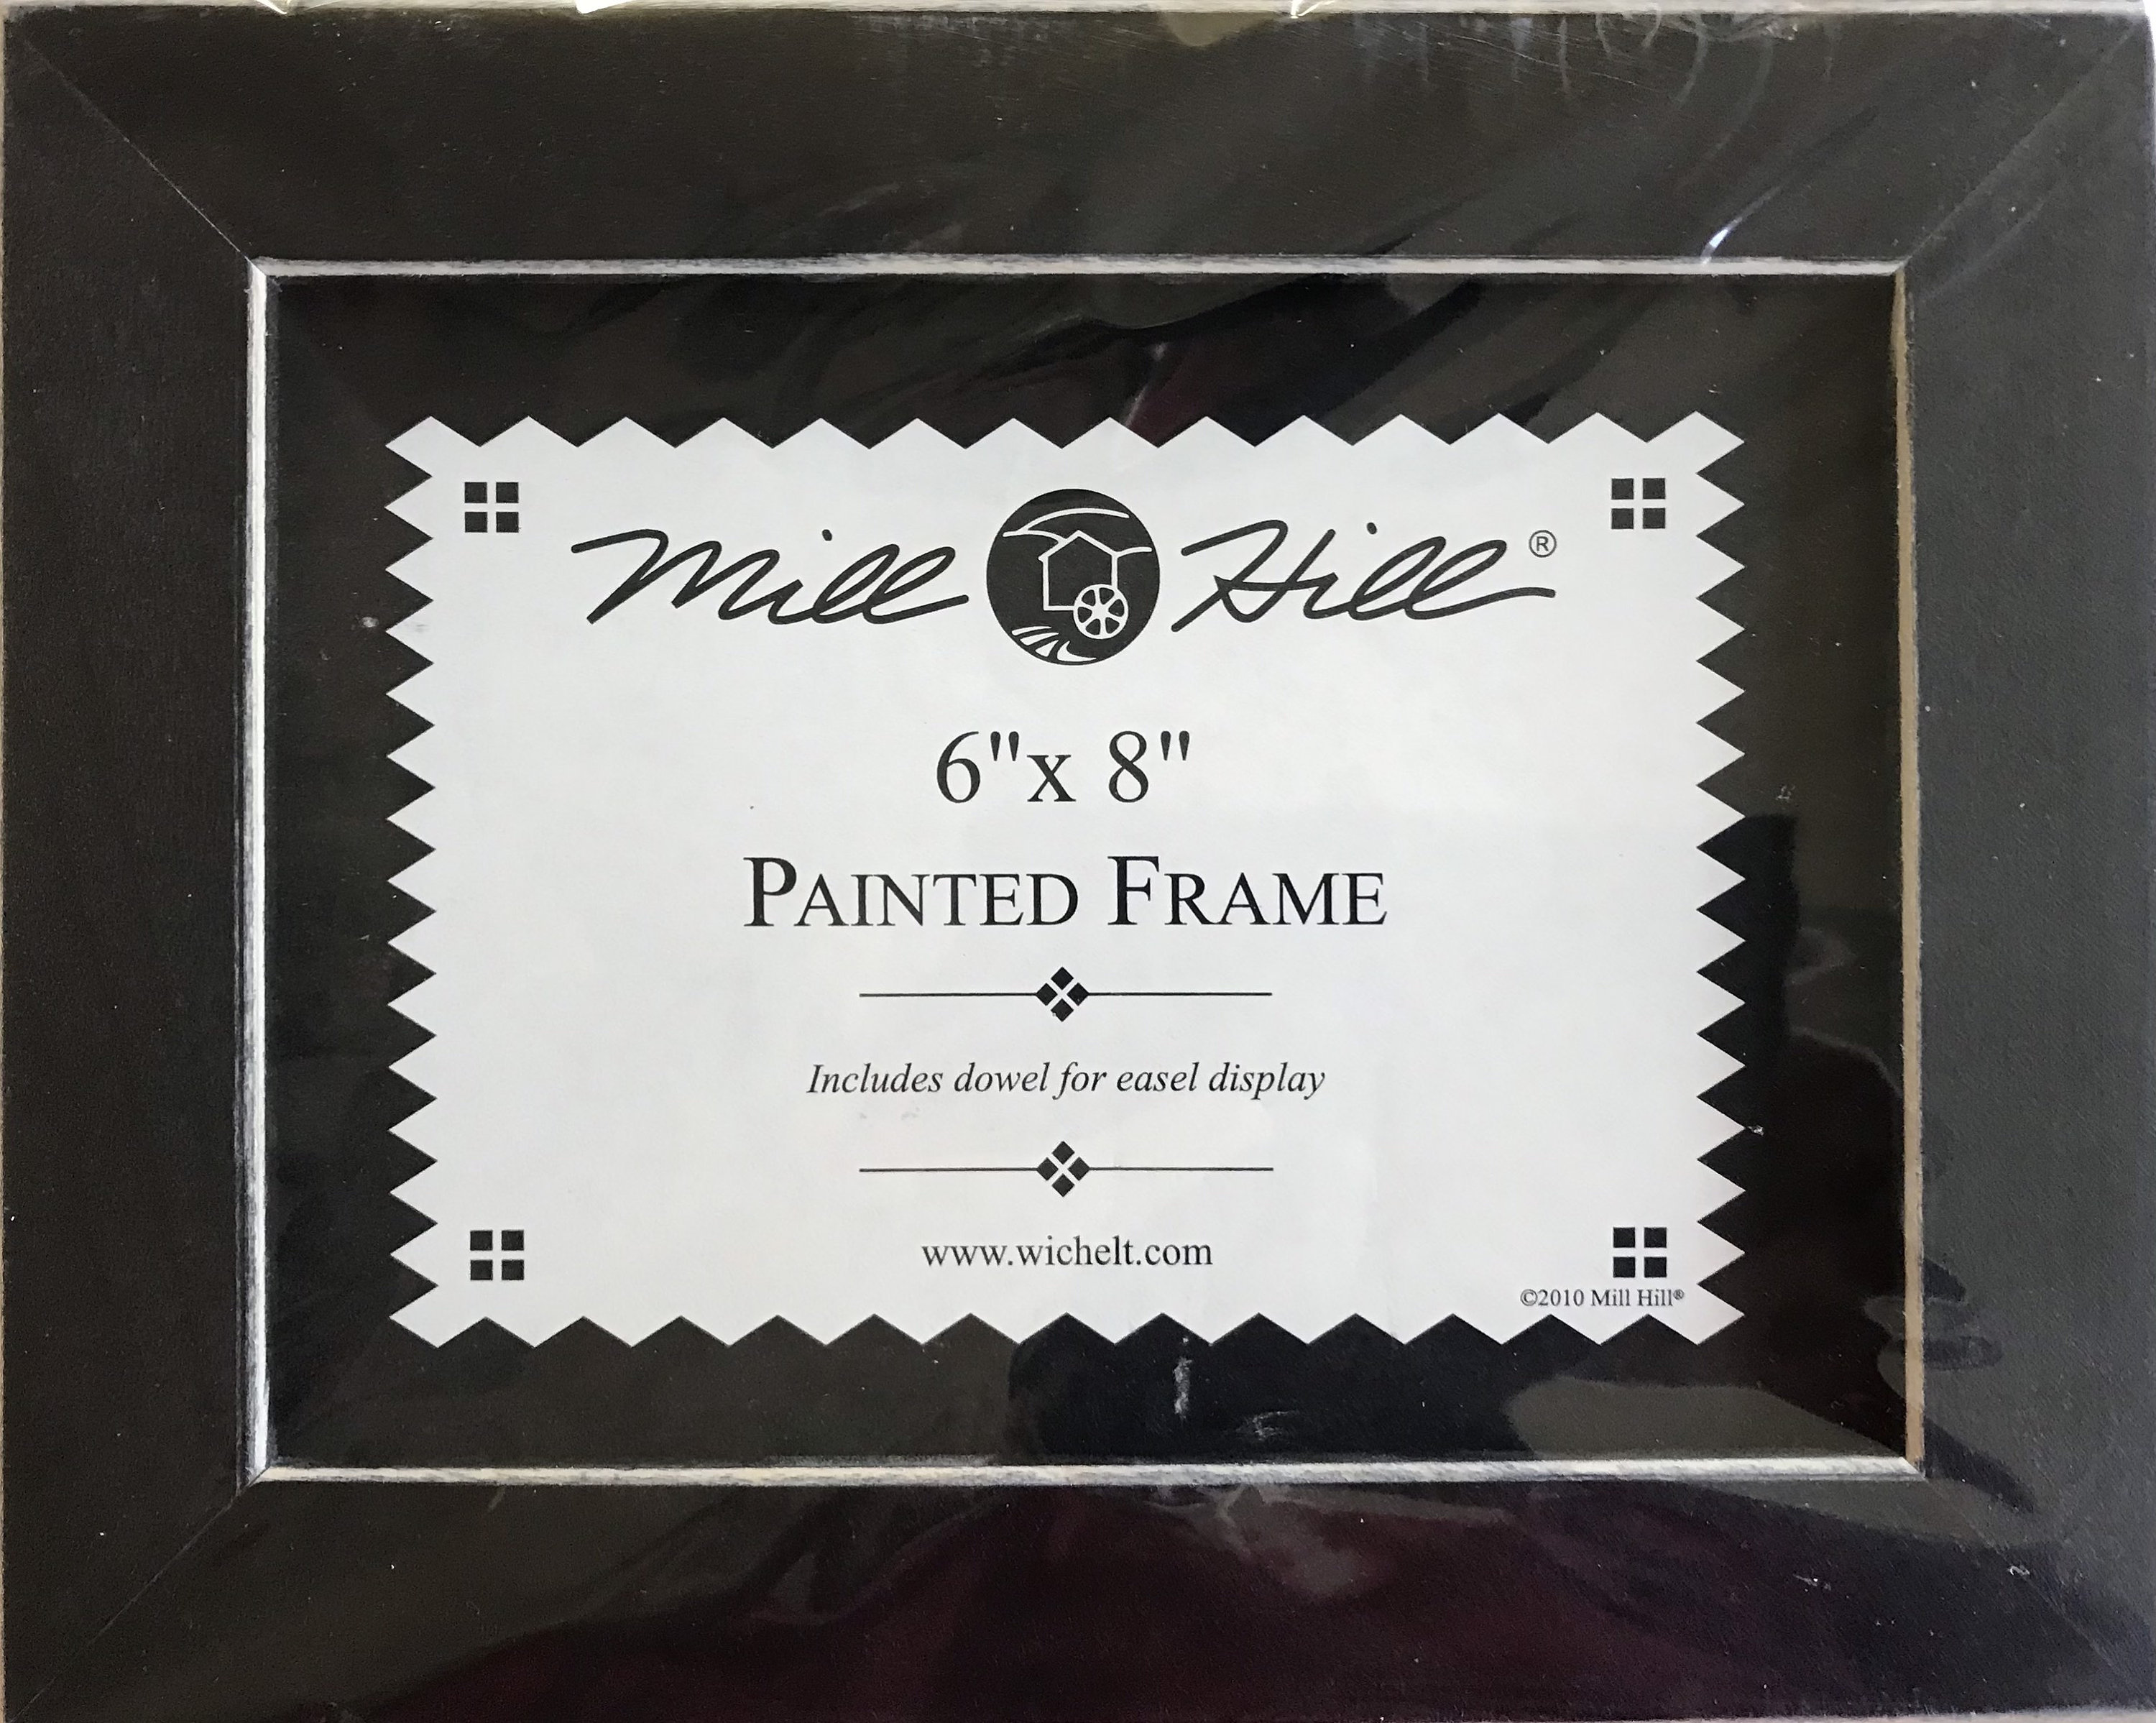 Mill Hill®
6"x 8"
PAINTED FRAME
Includes dowel for easel display
www.wichelt.com
©2010 Mill Hill®